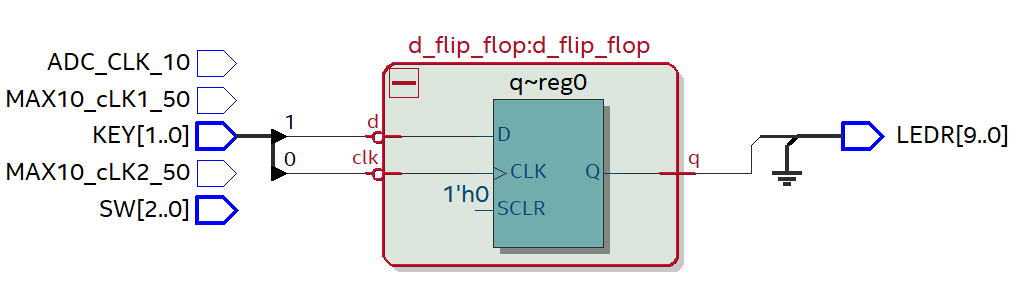 d_flip_flop:d_flip_flop
ADC_CLK_10
q~reg0
MAX10_cLK1_50
KEY[1..0]
1
d
D
0
clk
CLK
Q
q
LEDR[9..0]
MAX10_cLK2_50
1'h0
SCLR
SW[2..0]